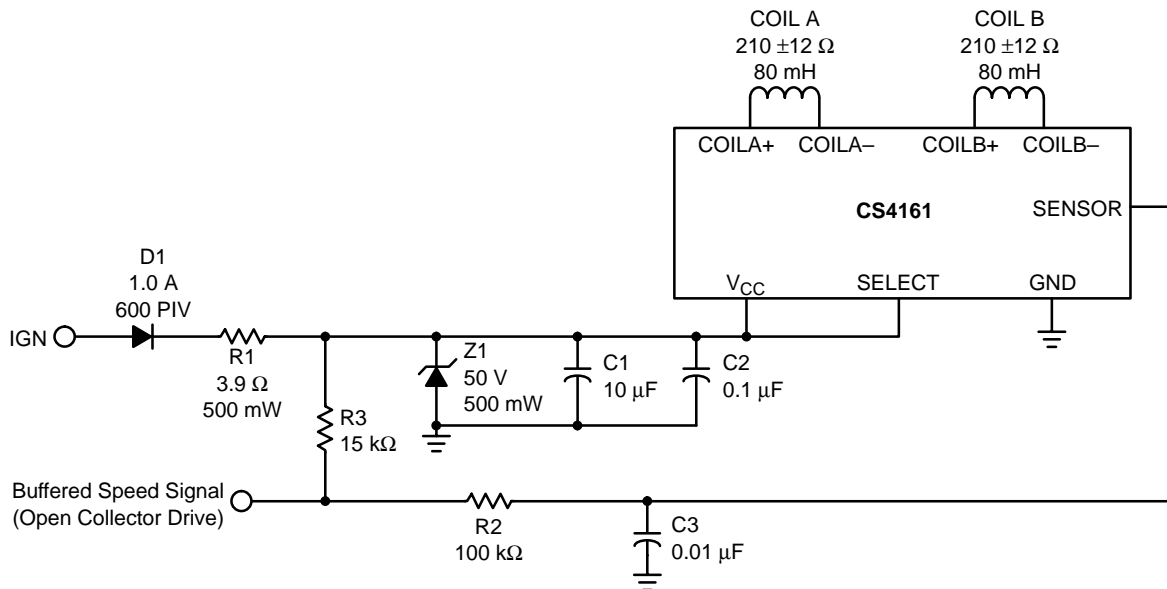 COIL A
210 ±12 Ω
80 mH
COIL B
210 ±12 Ω
80 mH
COILA+
COILA–
COILB+
COILB–
CS4161
SENSOR
VCC
SELECT
GND
D1
1.0 A
600 PIV
IGN
R1
3.9 Ω
500 mW
Z1
50 V
500 mW
C1
10 μF
C2
0.1 μF
R3
15 kΩ
Buffered Speed Signal
(Open Collector Drive)
R2
100 kΩ
C3
0.01 μF